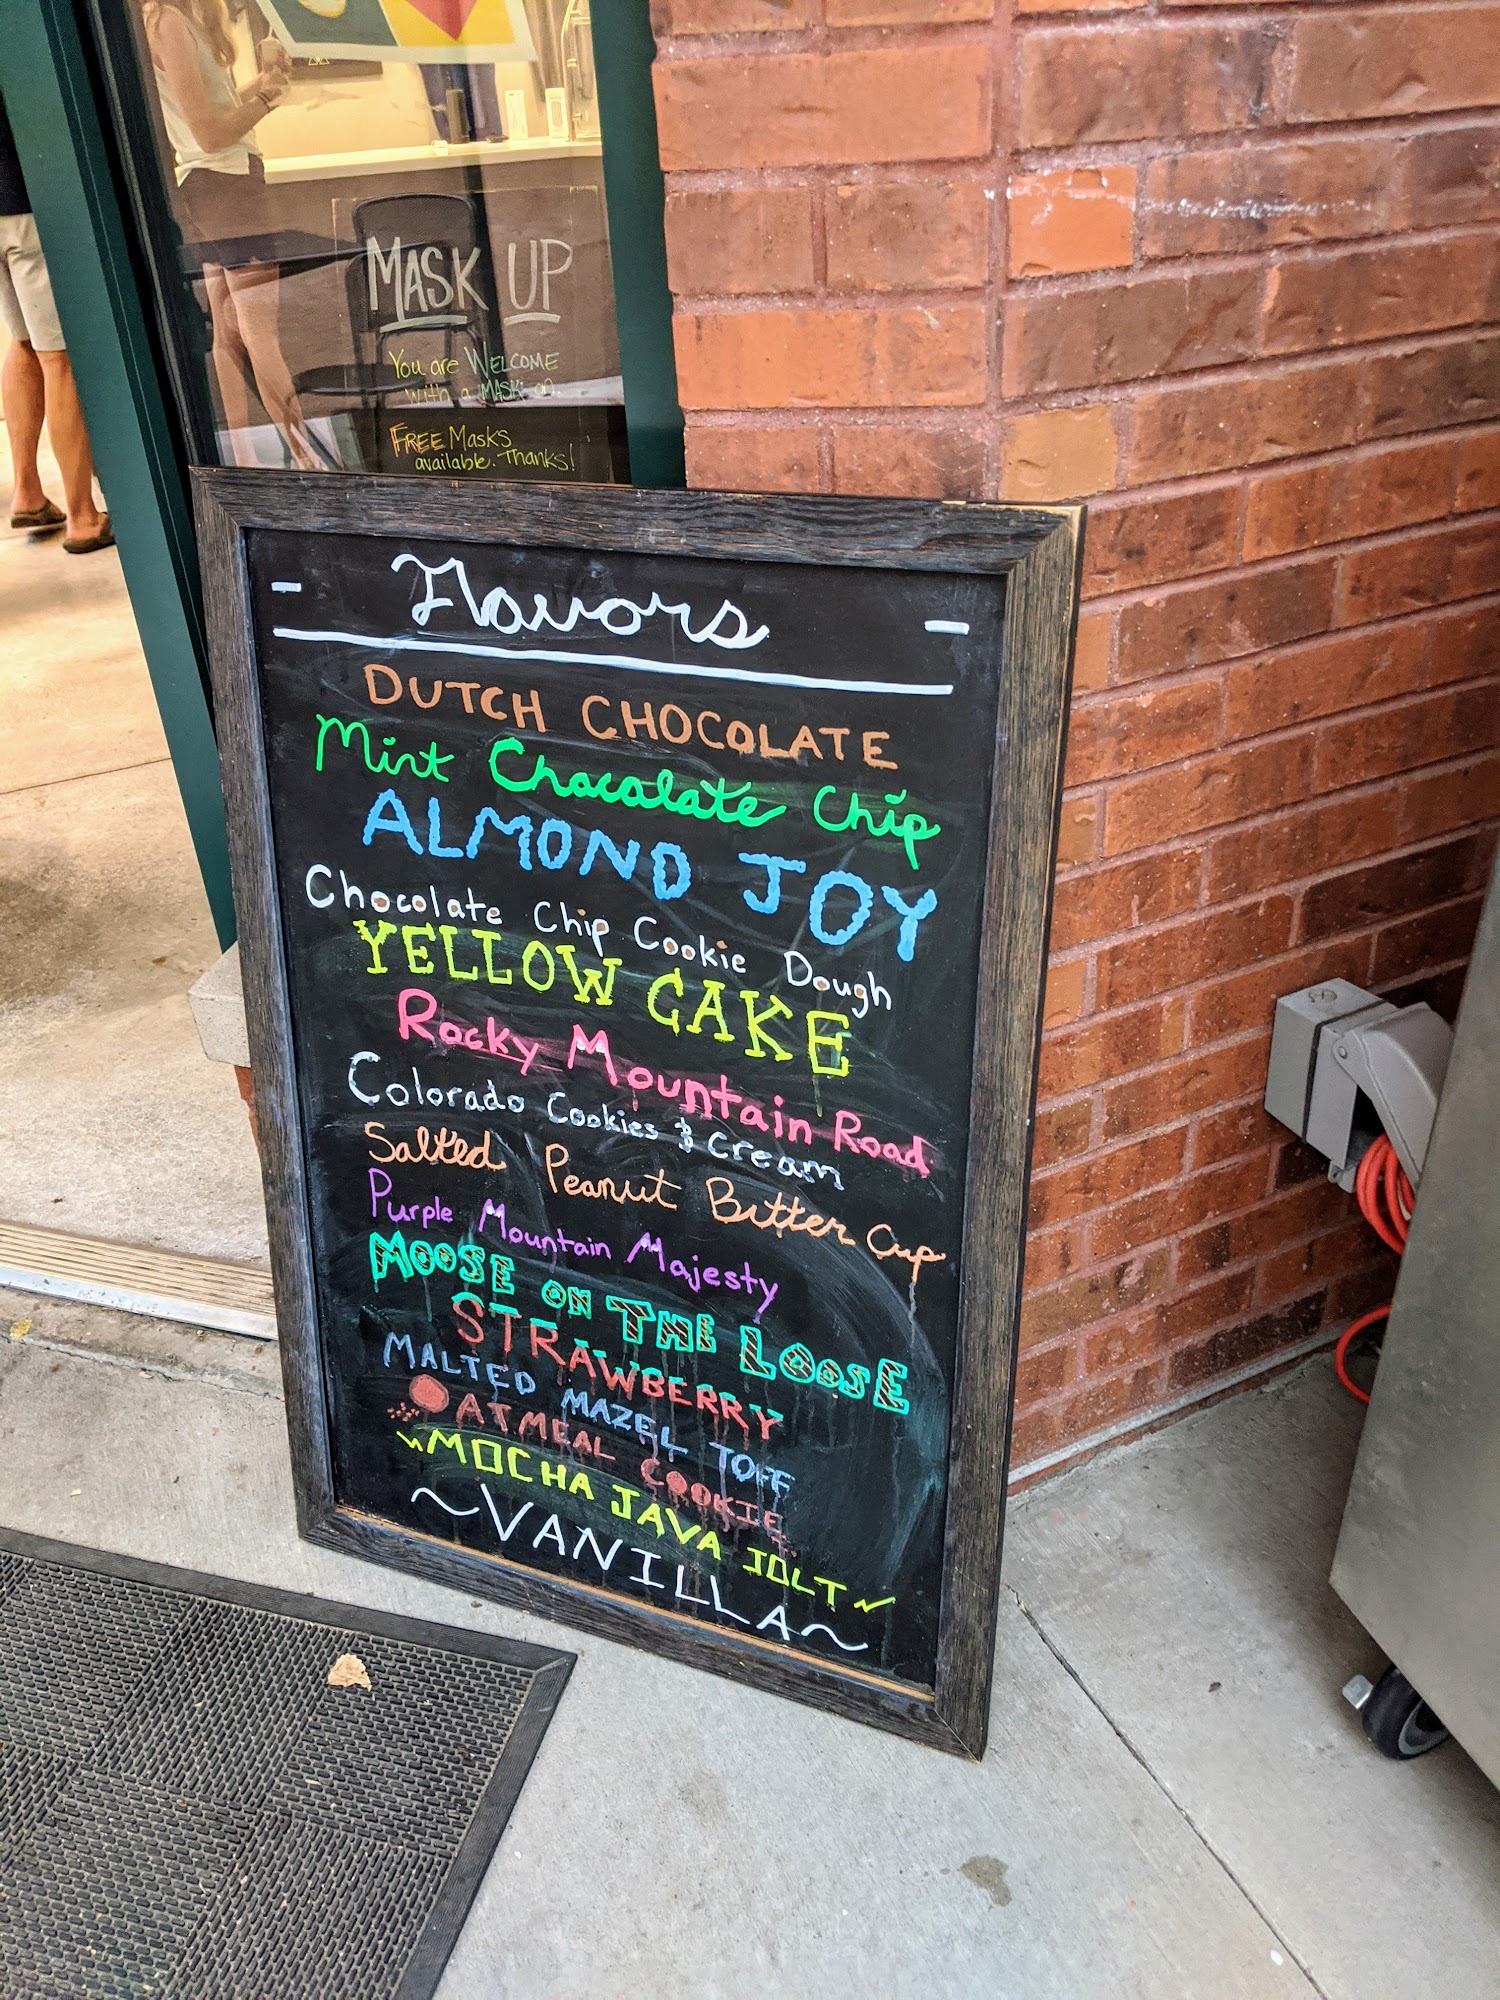 MASK UP
You are WELCOME
with a MASK on.
FREE Masks
available. Thanks!
- Flavors -
DUTCH CHOCOLATE
Mint Chocolate Chip
ALMOND JOY
Chocolate Chip Cookie Dough
YELLOW CAKE
Rocky Mountain Road
Colorado Cookies & Cream
Salted Peanut Butter Cup
Purple Mountain Majesty
MOOSE ON THE LOOSE
STRAWBERRY
MALTED MAZEL TOFF
OATMEAL COOKIE
MOCHA JAVA JOLT
~VANILLA~